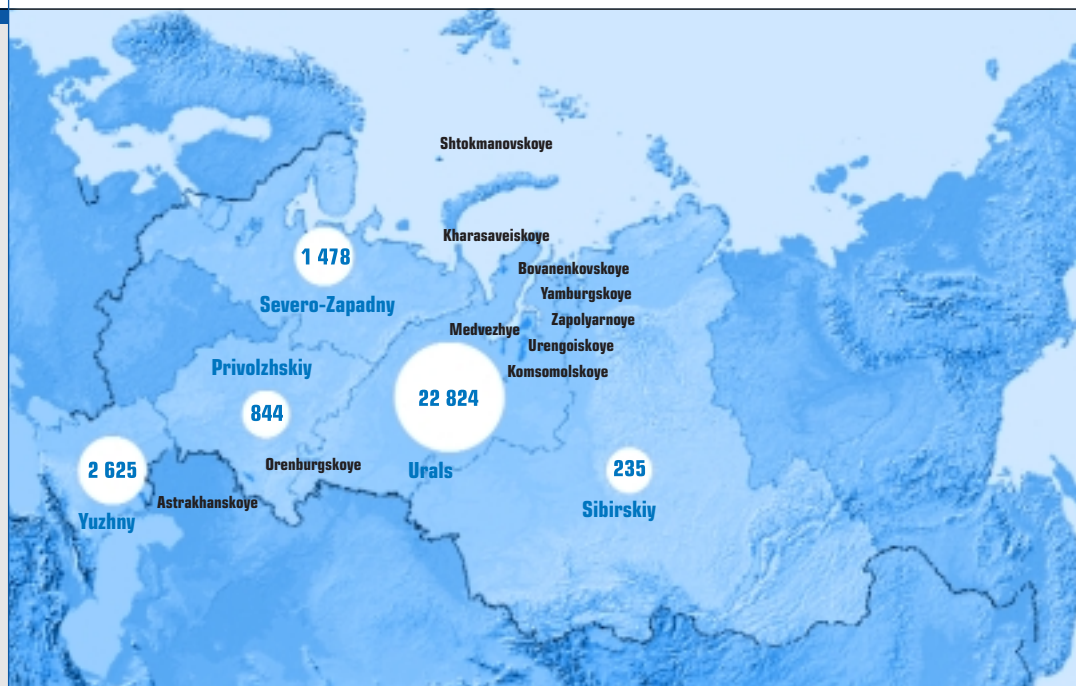 Shtokmanovskoye
Kharasaveiskoye
1 478
Bovanenkovskoye
Severo-Zapadny
Yamburgskoye
Zapolyarnoye
Medvezhye
Urengoiskoye
Privolzhskiy
Komsomolskoye
22 824
844
2 625
Orenburgskoye
Urals
235
Astrakhanskoye
Sibirskiy
Yuzhny